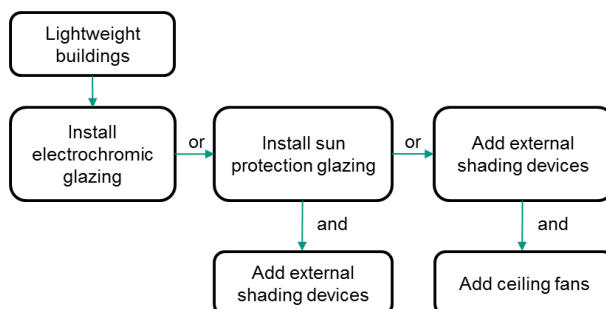 Lightweight
buildings
Install
electrochromic
glazing
or
Install sun
protection glazing
or
Add external
shading devices
and
and
Add external
shading devices
Add ceiling fans